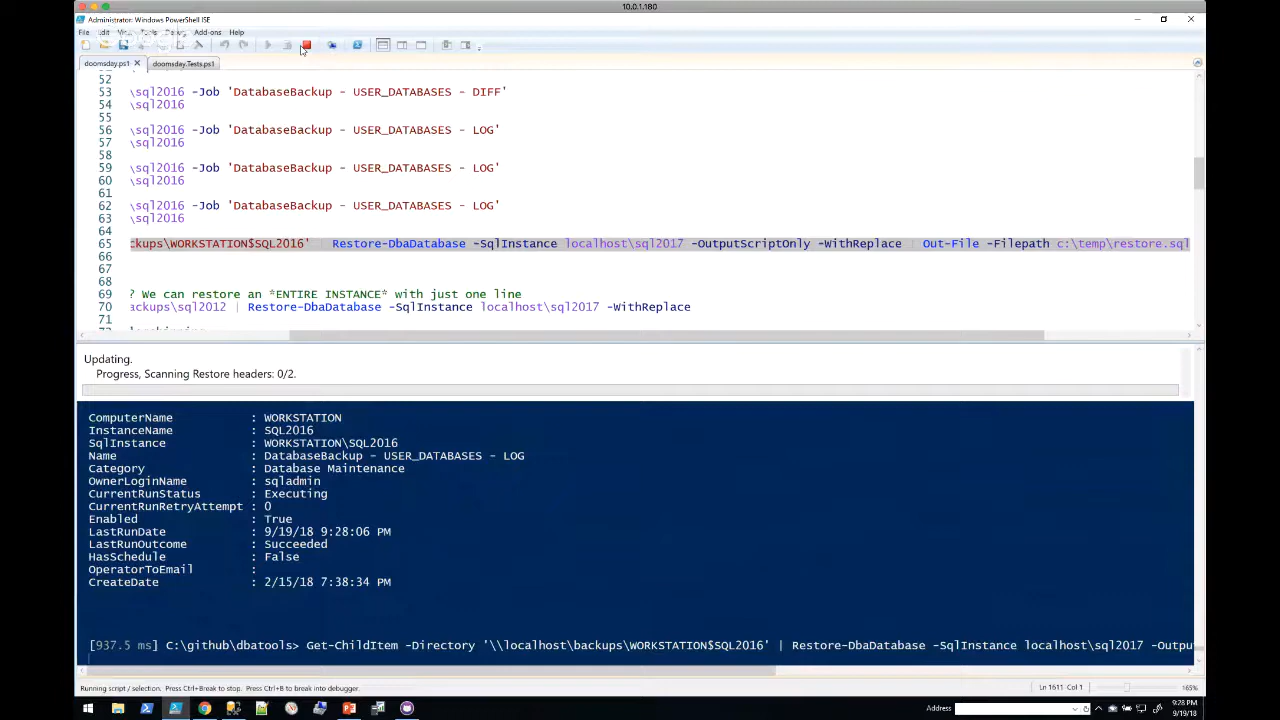 10.0.1.180
Administrator: Windows PowerShell ISE
File Edit View Tools Debug Add-ons Help
doomsday.ps1 doomsday.Tests.ps1
52
53 \sql2016 -Job 'DatabaseBackup - USER_DATABASES - DIFF'
54 \sql2016
55
56 \sql2016 -Job 'DatabaseBackup - USER_DATABASES - LOG'
57 \sql2016
58
59 \sql2016 -Job 'DatabaseBackup - USER_DATABASES - LOG'
60 \sql2016
61
62 \sql2016 -Job 'DatabaseBackup - USER_DATABASES - LOG'
63 \sql2016
64
65 ckups\WORKSTATION$SQL2016' | Restore-DbaDatabase -SqlInstance localhost\sql2017 -OutputScriptOnly -WithReplace | Out-File -Filepath c:\temp\restore.sql
66
67
68
69 ? We can restore an *ENTIRE INSTANCE* with just one line
70 ackups\sql2012 | Restore-DbaDatabase -SqlInstance localhost\sql2017 -WithReplace
71
Updating.
Progress, Scanning Restore headers: 0/2.
ComputerName : WORKSTATION
InstanceName : SQL2016
SqlInstance : WORKSTATION\SQL2016
Name : DatabaseBackup - USER_DATABASES - LOG
Category : Database Maintenance
OwnerLoginName : sqladmin
CurrentRunStatus : Executing
CurrentRunRetryAttempt : 0
Enabled : True
LastRunDate : 9/19/18 9:28:06 PM
LastRunOutcome : Succeeded
HasSchedule : False
OperatorToEmail :
CreateDate : 2/15/18 7:38:34 PM
[937.5 ms] C:\github\dbatools> Get-ChildItem -Directory '\\localhost\backups\WORKSTATION$SQL2016' | Restore-DbaDatabase -SqlInstance localhost\sql2017 -Outpu
Running script / selection. Press Ctrl+Break to stop. Press Ctrl+B to break into debugger. Ln 1611 Col 1 165%
Address 9:28 PM
9/19/18